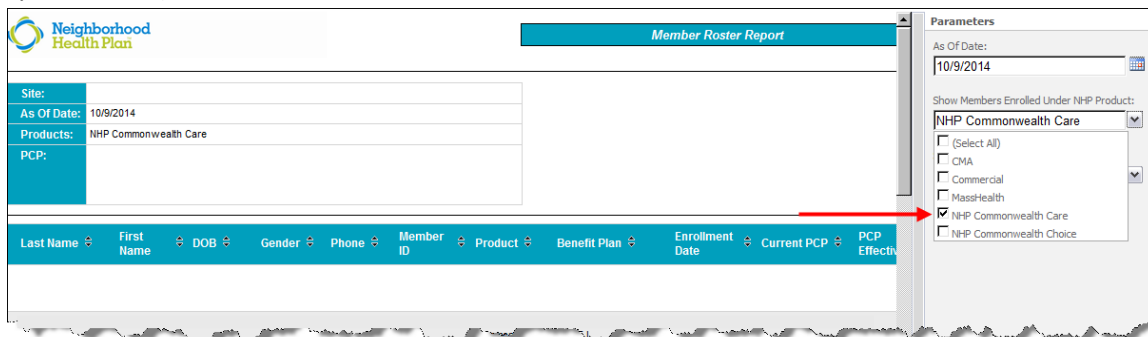 Neighborhood
Health Plan
Member Roster Report
Site:
As Of Date: 10/9/2014
Products: NHP Commonwealth Care
PCP:
Last Name First Name DOB Gender Phone Member ID Product Benefit Plan Enrollment Date Current PCP PCP
Parameters
As Of Date:
10/9/2014
Show Members Enrolled Under NHP Product:
NHP Commonwealth Care
(Select All)
CMA
Commercial
MassHealth
NHP Commonwealth Care
NHP Commonwealth Choice